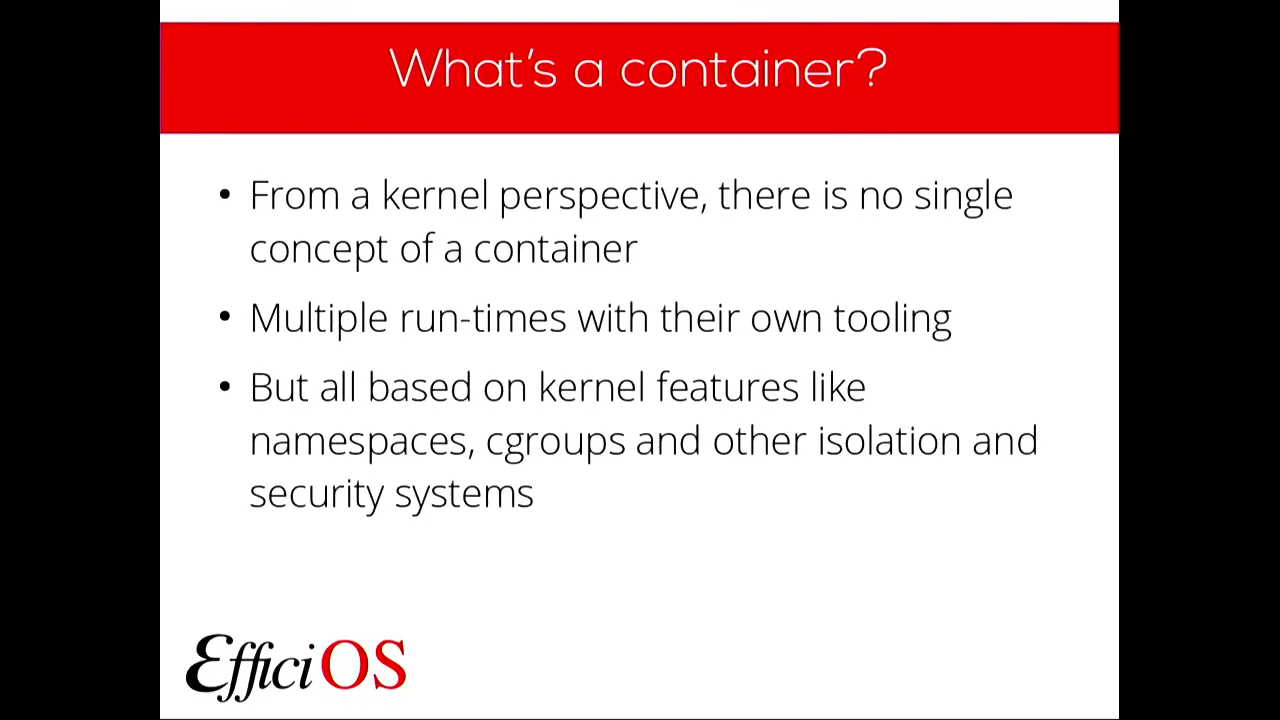 What's a container?
• From a kernel perspective, there is no single
concept of a container
• Multiple run-times with their own tooling
• But all based on kernel features like
namespaces, cgroups and other isolation and
security systems
EfficiOS